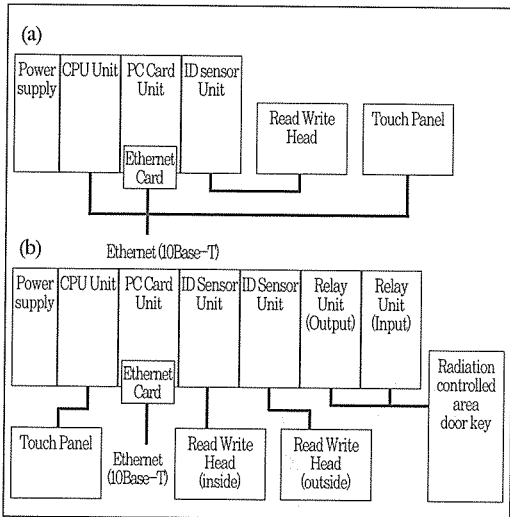 (a)
Power
supply
CPU Unit
PC Card
Unit
ID sensor
Unit
Ethernet
Card
Read Write
Head
Touch Panel
Ethernet (10Base-T)
(b)
Power
supply
CPU Unit
PC Card
Unit
ID Sensor
Unit
ID Sensor
Unit
Relay
Unit
(Output)
Relay
Unit
(Input)
Ethernet
Card
Radiation
controlled
area
door key
Touch Panel
Ethernet
(10Base-T)
Read Write
Head
(inside)
Read Write
Head
(outside)